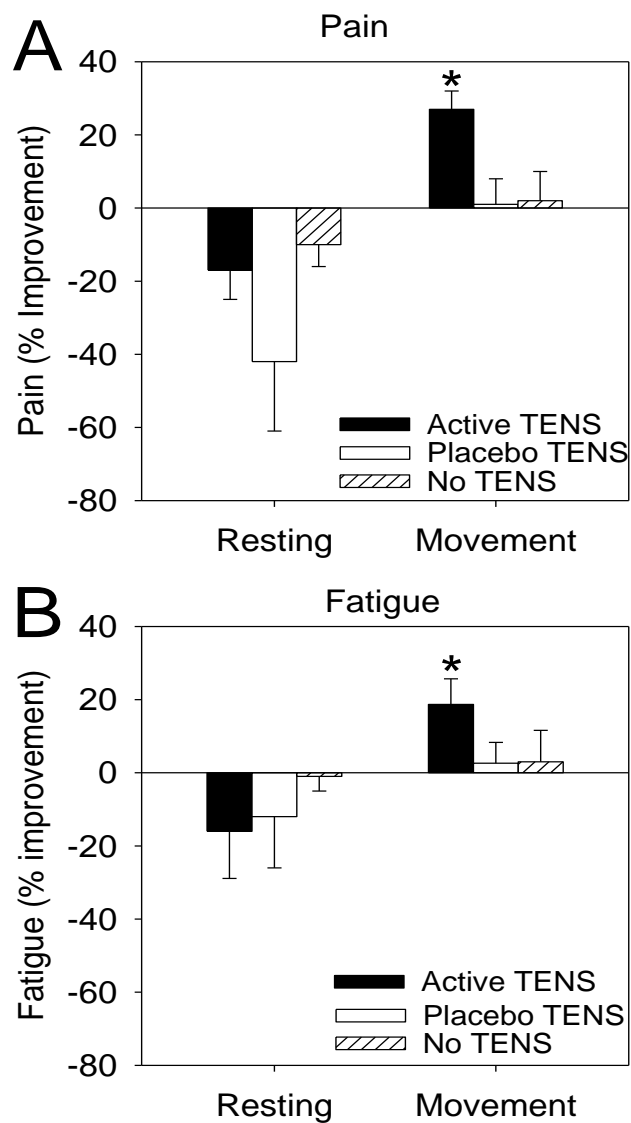 A
Pain
Pain (% Improvement)
40
20
0
-20
-40
-60
-80
*
Active TENS
Placebo TENS
No TENS
Resting Movement
B
Fatigue
Fatigue (% improvement)
40
20
0
-20
-40
-60
-80
*
Active TENS
Placebo TENS
No TENS
Resting Movement